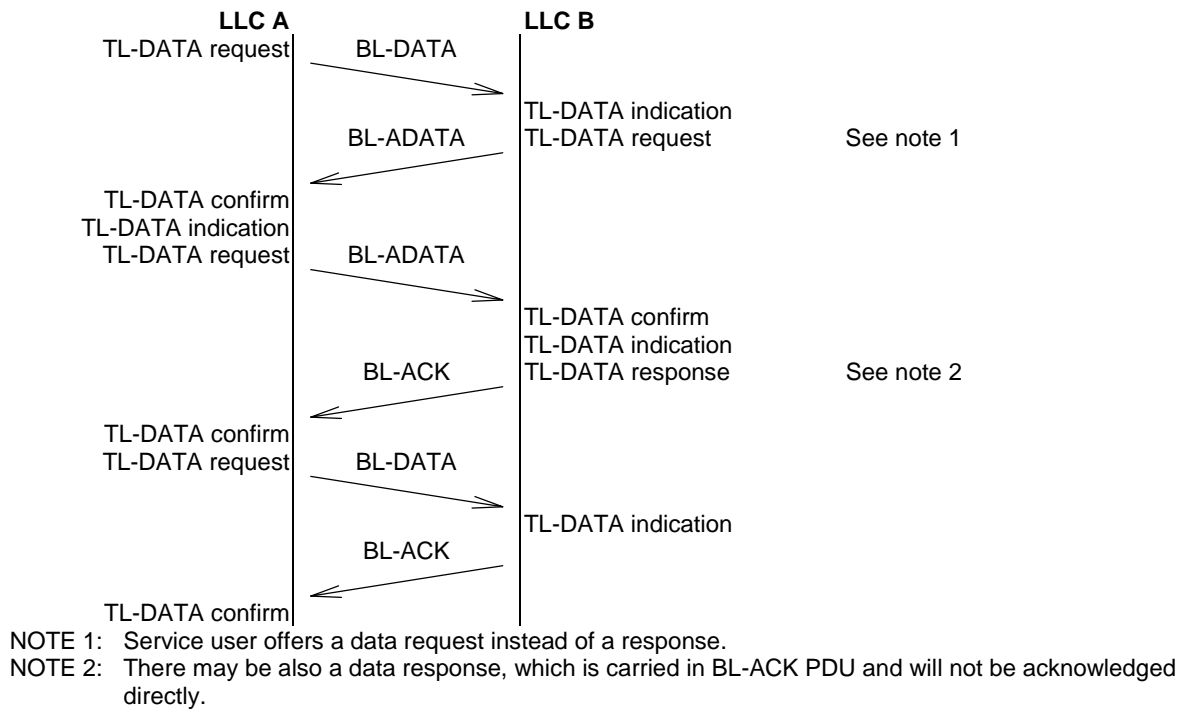 LLC A LLC B
TL-DATA request BL-DATA
TL-DATA indication
BL-ADATA TL-DATA request See note 1
TL-DATA confirm
TL-DATA indication
TL-DATA request BL-ADATA
TL-DATA confirm
TL-DATA indication
BL-ACK TL-DATA response See note 2
TL-DATA confirm
TL-DATA request BL-DATA
TL-DATA indication
BL-ACK
TL-DATA confirm
NOTE 1: Service user offers a data request instead of a response.
NOTE 2: There may be also a data response, which is carried in BL-ACK PDU and will not be acknowledged
directly.